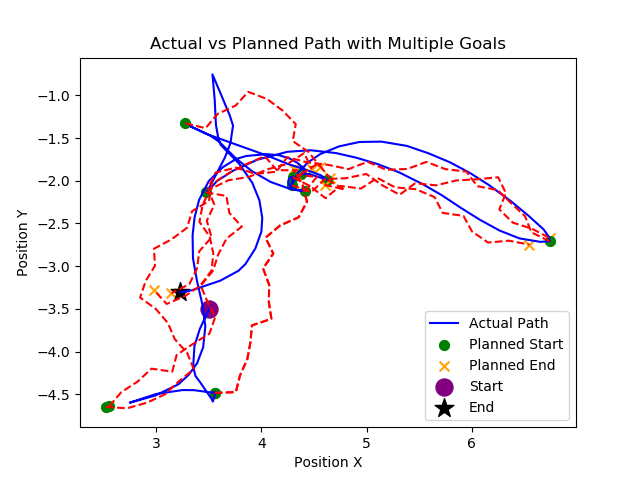 Actual vs Planned Path with Multiple Goals
Position Y
−1.0
−1.5
−2.0
−2.5
−3.0
−3.5
−4.0
−4.5
Actual Path
Planned Start
Planned End
Start
End
3 4 5 6
Position X